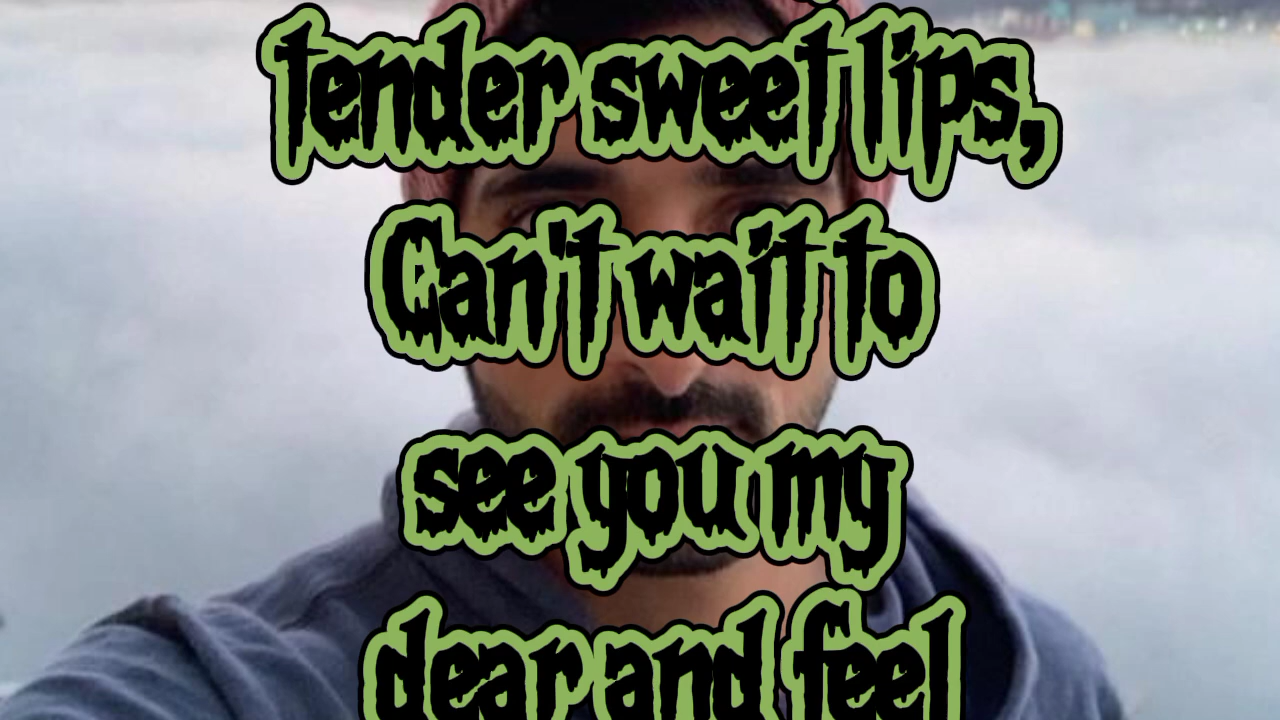 tender sweet lips,
Can't wait to
see you my
dear and feel